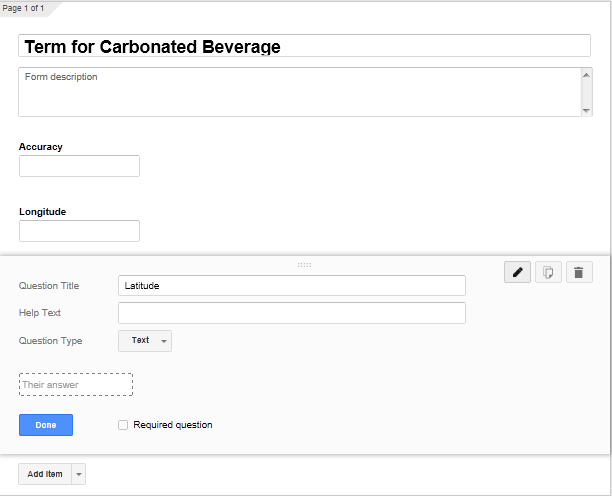 Page 1 of 1
Term for Carbonated Beverage
Form description
Accuracy
Longitude
Question Title Latitude
Help Text
Question Type Text
Their answer
Done Required question
Add item